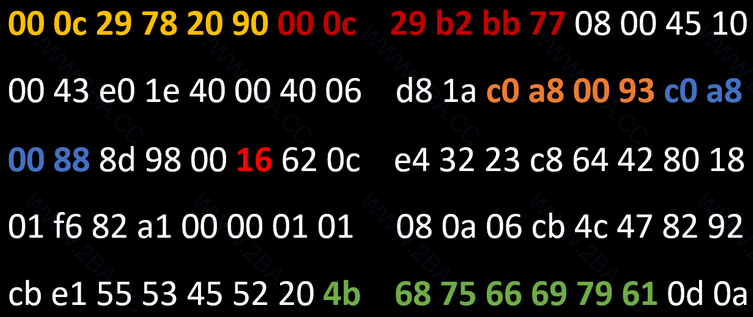 00 0c 29 78 20 90 00 0c 29 b2 bb 77 08 00 45 10
00 43 e0 1e 40 00 40 06 d8 1a c0 a8 00 93 c0 a8
00 88 8d 98 00 16 62 0c e4 32 23 c8 64 42 80 18
01 f6 82 a1 00 00 01 01 08 0a 06 cb 4c 47 82 92
cb e1 55 53 45 52 20 4b 68 75 66 69 79 61 0d 0a